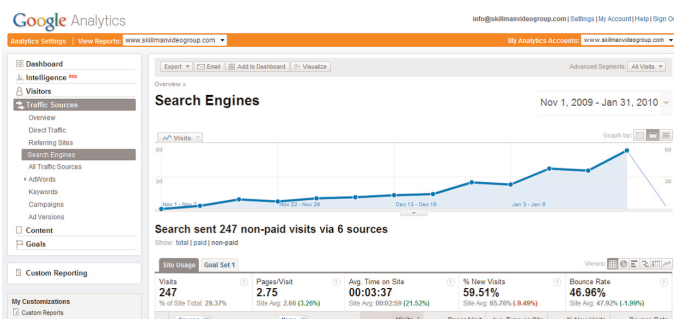 Google Analytics
info@skillmanvideogroup.com | Settings | My Account | Help | Sign O
Analytics Settings | View Reports: www.skillmanvideogroup.com
My Analytics Accounts: www.skillmanvideogroup.com
Dashboard
Intelligence Beta
Visitors
Traffic Sources
Overview
Direct Traffic
Referring Sites
Search Engines
All Traffic Sources
AdWords
Keywords
Campaigns
Ad Versions
Content
Goals
Custom Reporting
My Customizations
Custom Reports
Export Email Add to Dashboard Visualize
Advanced Segments: All Visits
Overview »
Search Engines
Nov 1, 2009 - Jan 31, 2010
Visits
Graph by:
60 60
30 30
Nov 1 - Nov 7 Nov 22 - Nov 28 Dec 13 - Dec 19 Jan 3 - Jan 9
Search sent 247 non-paid visits via 6 sources
Show: total | paid | non-paid
Site Usage Goal Set 1
Views:
Visits
247
% of Site Total: 29.37%
Pages/Visit
2.75
Site Avg: 2.66 (3.26%)
Avg. Time on Site
00:03:37
Site Avg: 00:02:59 (21.52%)
% New Visits
59.51%
Site Avg: 65.76% (-9.49%)
Bounce Rate
46.96%
Site Avg: 47.92% (-1.99%)